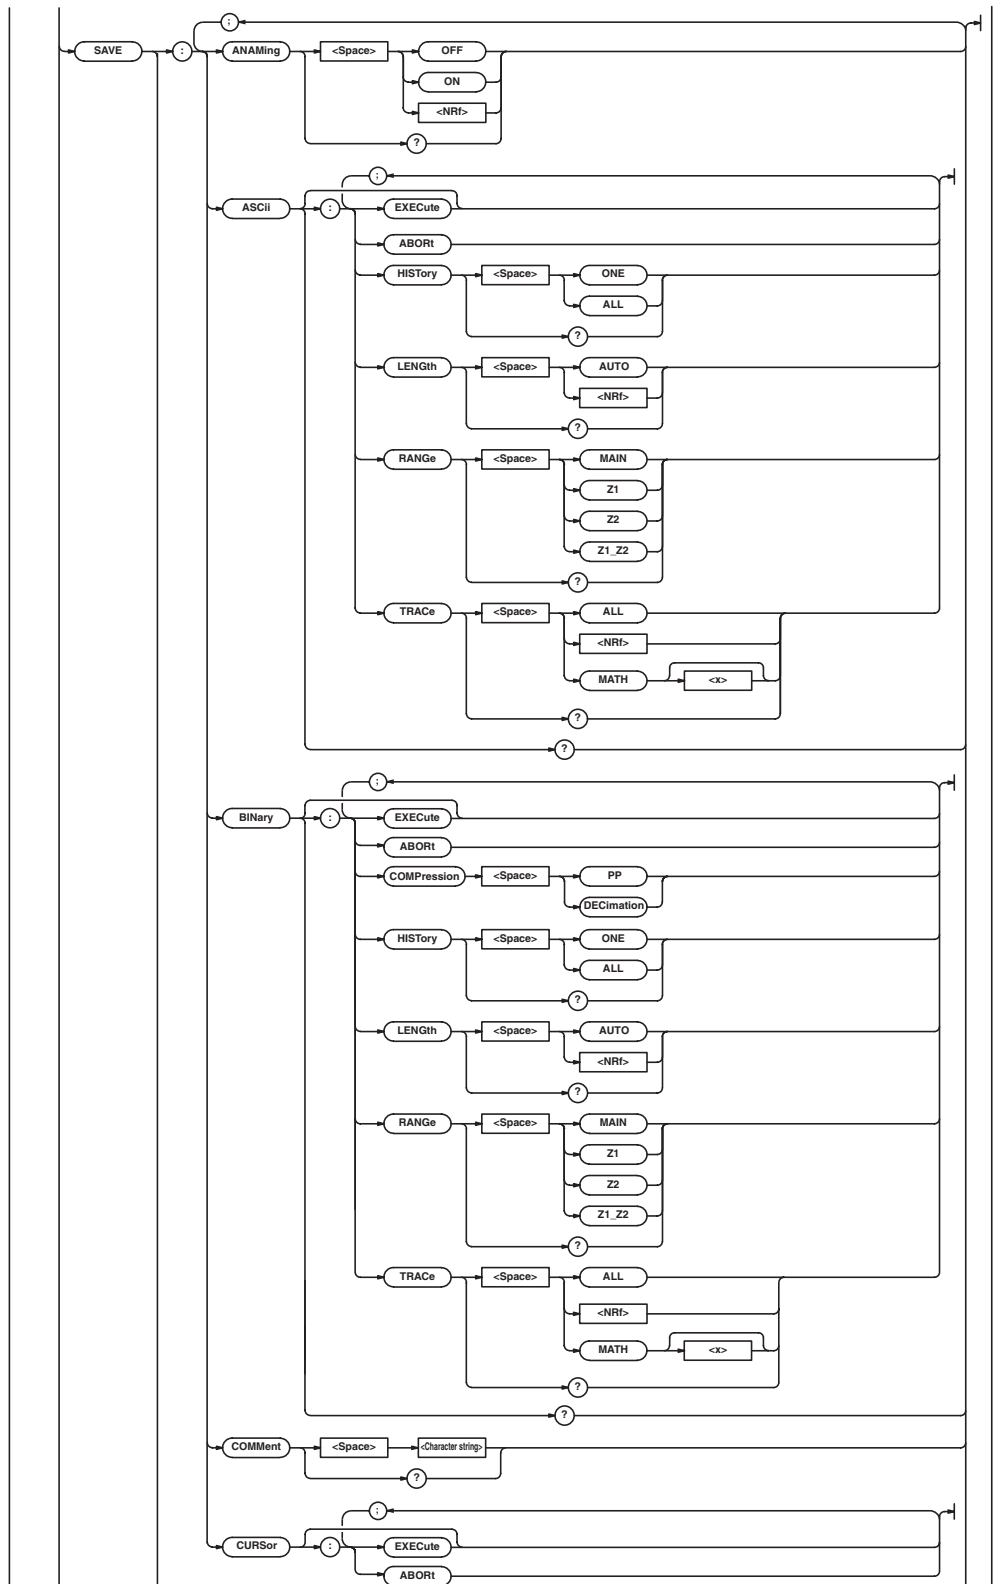 ;
SAVE : ANAMing <Space> OFF
ON
<NRf>
?
;
ASCii : EXECute
ABORt
HISTory <Space> ONE
ALL
?
LENGth <Space> AUTO
<NRf>
?
RANGe <Space> MAIN
Z1
Z2
Z1_Z2
?
TRACe <Space> ALL
<NRf>
MATH <x>
?
?
;
BINary : EXECute
ABORt
COMPression <Space> PP
DECimation
HISTory <Space> ONE
ALL
?
LENGth <Space> AUTO
<NRf>
?
RANGe <Space> MAIN
Z1
Z2
Z1_Z2
?
TRACe <Space> ALL
<NRf>
MATH <x>
?
?
COMMent <Space> <Character string>
?
;
CURSor : EXECute
ABORt